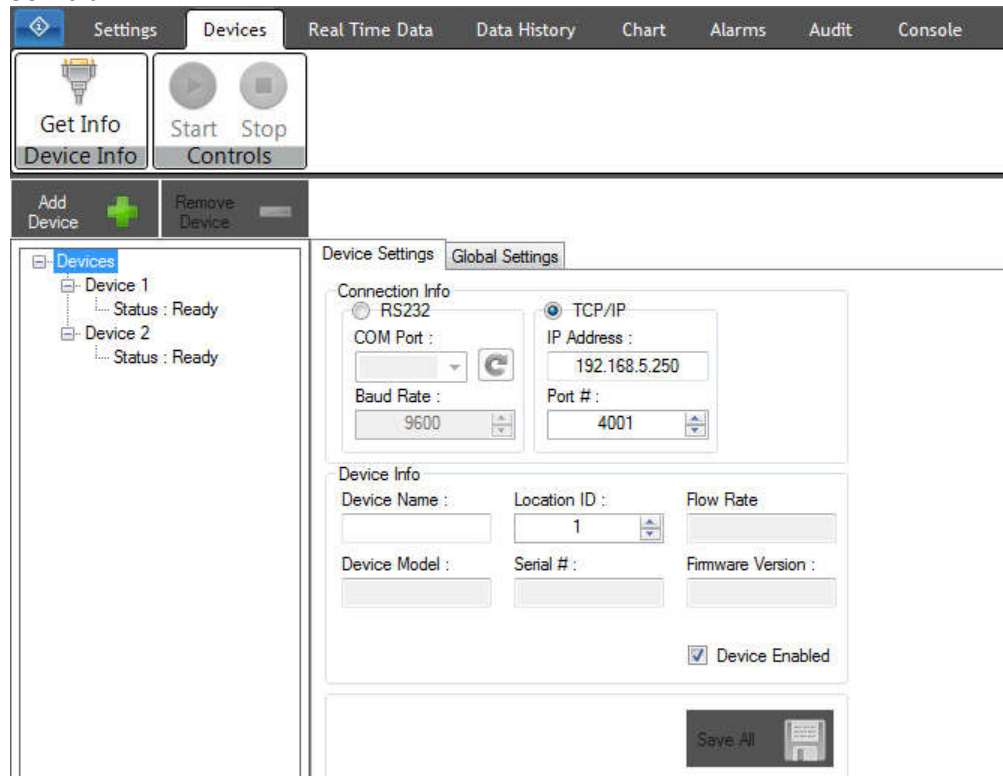 Settings Devices Real Time Data Data History Chart Alarms Audit Console
Get Info
Start Stop
Device Info Controls
Add Device
Remove Device
Devices
Device 1
Status : Ready
Device 2
Status : Ready
Device Settings Global Settings
Connection Info
RS232 TCP/IP
COM Port : IP Address :
192.168.5.250
Baud Rate : Port # :
9600 4001
Device Info
Device Name : Location ID : Flow Rate
1
Device Model : Serial # : Firmware Version :
Device Enabled
Save All